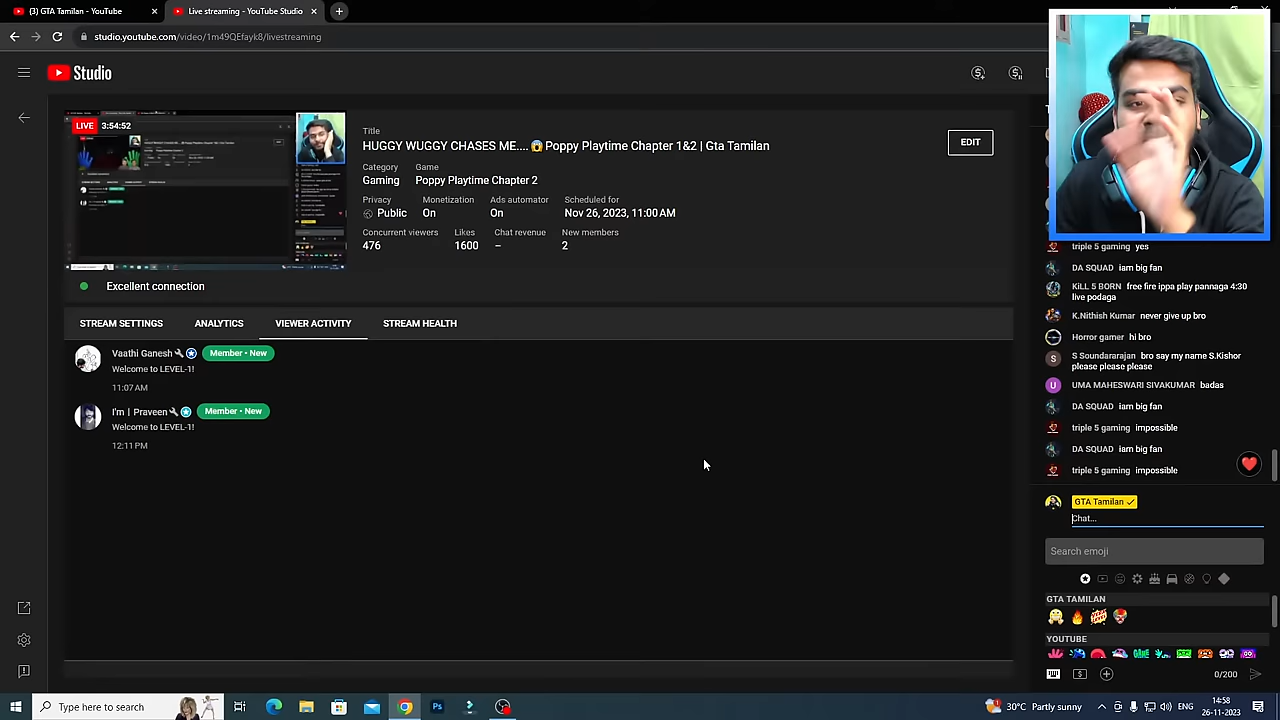 (3) GTA Tamilan - YouTube
Live streaming - YouTube Studio
studio.youtube.com/video/1m49QEfayk8/livestreaming
Studio
LIVE 3:54:52
Title
HUGGY WUGGY CHASES ME....😱Poppy Playtime Chapter 1&2 | Gta Tamilan
EDIT
Category Game
Gaming Poppy Playtime Chapter 2
Privacy Monetization Ads automator Scheduled for
Public On On Nov 26, 2023, 11:00 AM
Concurrent viewers Likes Chat revenue New members
476 1600 – 2
Excellent connection
STREAM SETTINGS ANALYTICS VIEWER ACTIVITY STREAM HEALTH
Vaathi Ganesh Member • New
Welcome to LEVEL-1!
11:07 AM
I'm | Praveen Member • New
Welcome to LEVEL-1!
12:11 PM
triple 5 gaming yes
DA SQUAD iam big fan
KiLL 5 BORN free fire ippa play pannaga 4:30
live podaga
K.Nithish Kumar never give up bro
Horror gamer hi bro
S Soundararajan bro say my name S.Kishor
please please please
UMA MAHESWARI SIVAKUMAR badas
DA SQUAD iam big fan
triple 5 gaming impossible
DA SQUAD iam big fan
triple 5 gaming impossible
GTA Tamilan
Chat...
Search emoji
GTA TAMILAN
YOUTUBE
0/200
Type here to search
30°C Partly sunny
ENG
14:58
26-11-2023